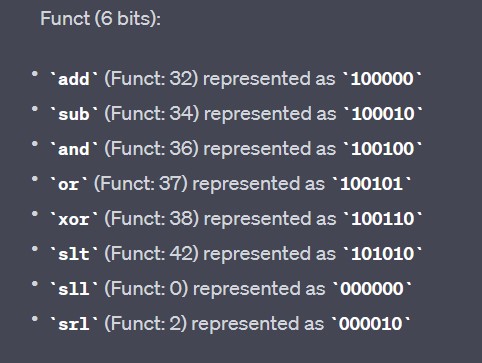 Funct (6 bits):
• `add` (Funct: 32) represented as `100000`
• `sub` (Funct: 34) represented as `100010`
• `and` (Funct: 36) represented as `100100`
• `or` (Funct: 37) represented as `100101`
• `xor` (Funct: 38) represented as `100110`
• `slt` (Funct: 42) represented as `101010`
• `sll` (Funct: 0) represented as `000000`
• `srl` (Funct: 2) represented as `000010`